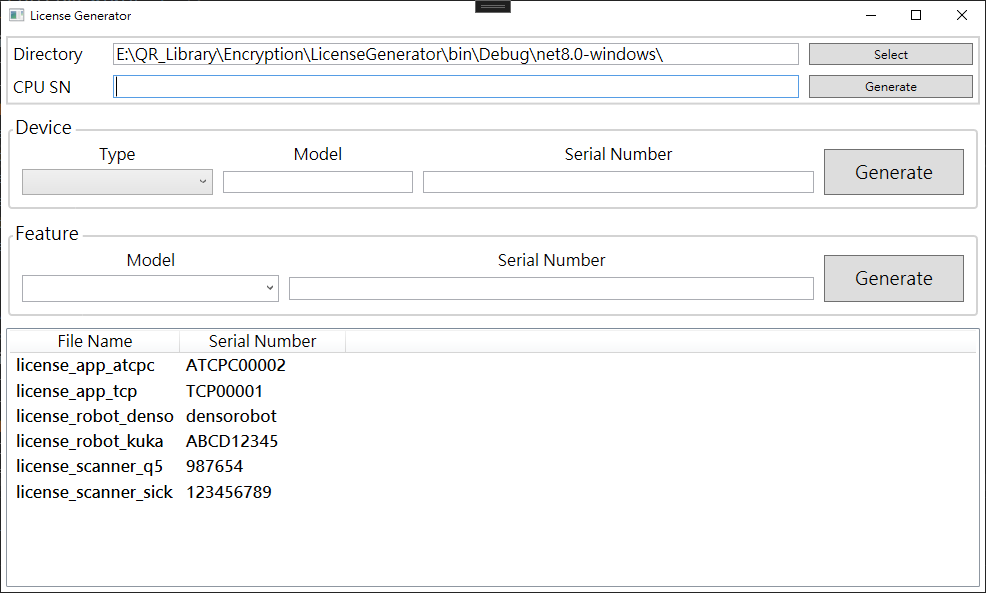 License Generator
Directory E:\QR_Library\Encryption\LicenseGenerator\bin\Debug\net8.0-windows\ Select
CPU SN Generate
Device
Type Model Serial Number
Generate
Feature
Model Serial Number
Generate
File Name Serial Number
license_app_atcpc ATCPC00002
license_app_tcp TCP00001
license_robot_denso densorobot
license_robot_kuka ABCD12345
license_scanner_q5 987654
license_scanner_sick 123456789